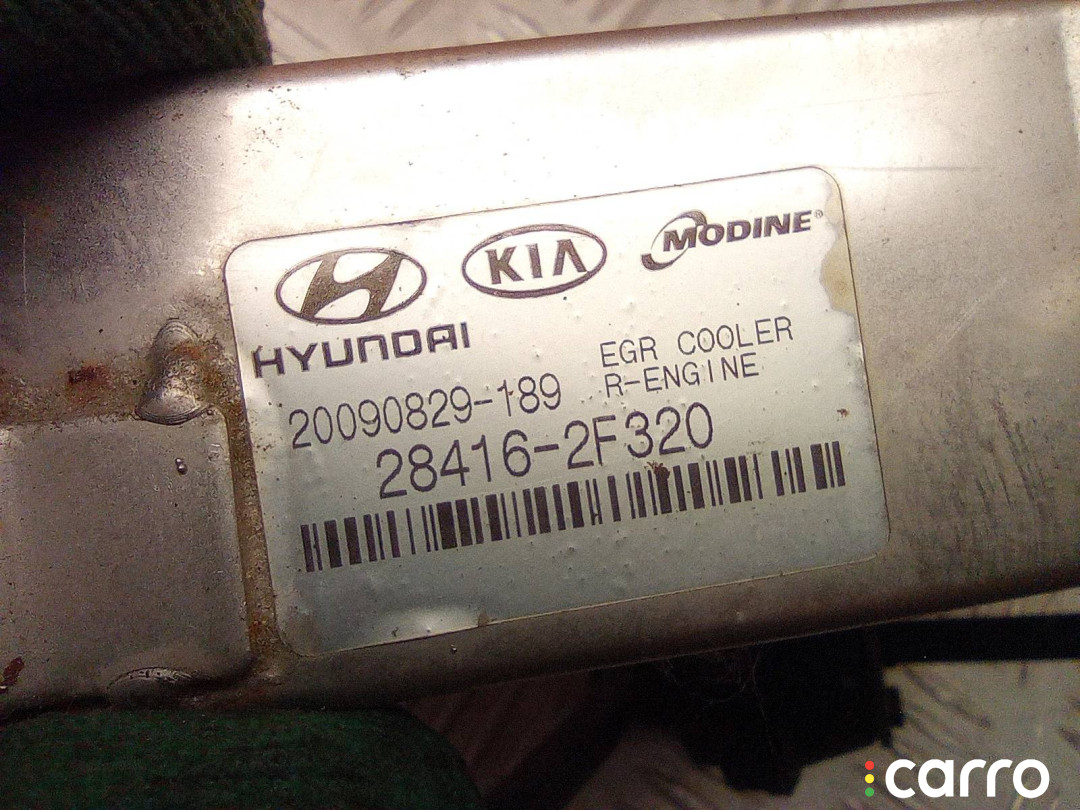 KIA
MODINE®
HYUNDAI
EGR COOLER
R-ENGINE
20090829-189
28416-2F320
carro